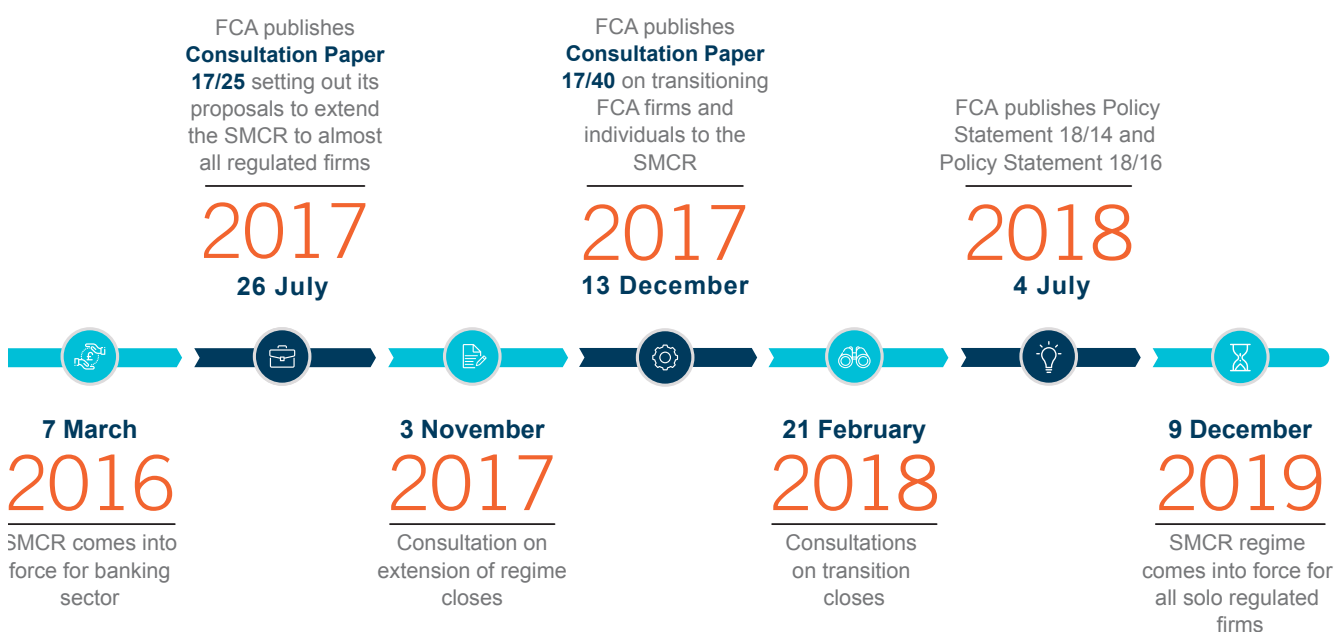 FCA publishes
Consultation Paper
17/25 setting out its
proposals to extend
the SMCR to almost
all regulated firms
2017
26 July
FCA publishes
Consultation Paper
17/40 on transitioning
FCA firms and
individuals to the
SMCR
2017
13 December
FCA publishes Policy
Statement 18/14 and
Policy Statement 18/16
2018
4 July
£
7 March
2016
SMCR comes into
force for banking
sector
3 November
2017
Consultation on
extension of regime
closes
21 February
2018
Consultations
on transition
closes
9 December
2019
SMCR regime
comes into force for
all solo regulated
firms